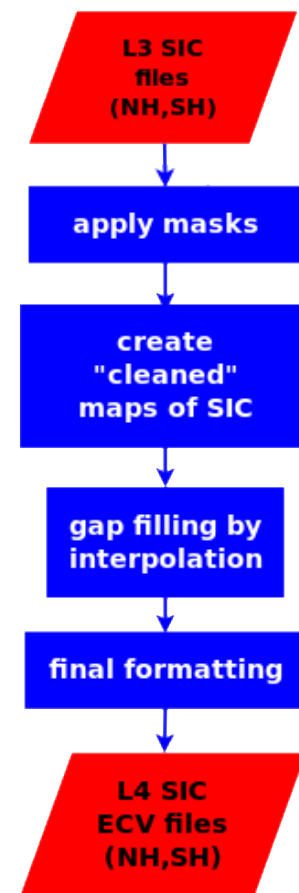 L3 SIC
files
(NH,SH)
apply masks
create
"cleaned"
maps of SIC
gap filling by
interpolation
final formatting
L4 SIC
ECV files
(NH,SH)